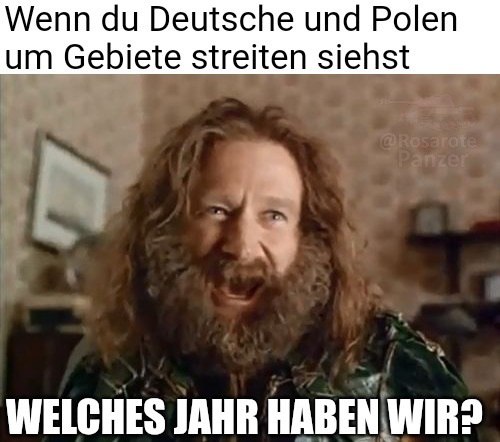 Wenn du Deutsche und Polen
um Gebiete streiten siehst
@Rosarote
Panzer
WELCHES JAHR HABEN WIR?